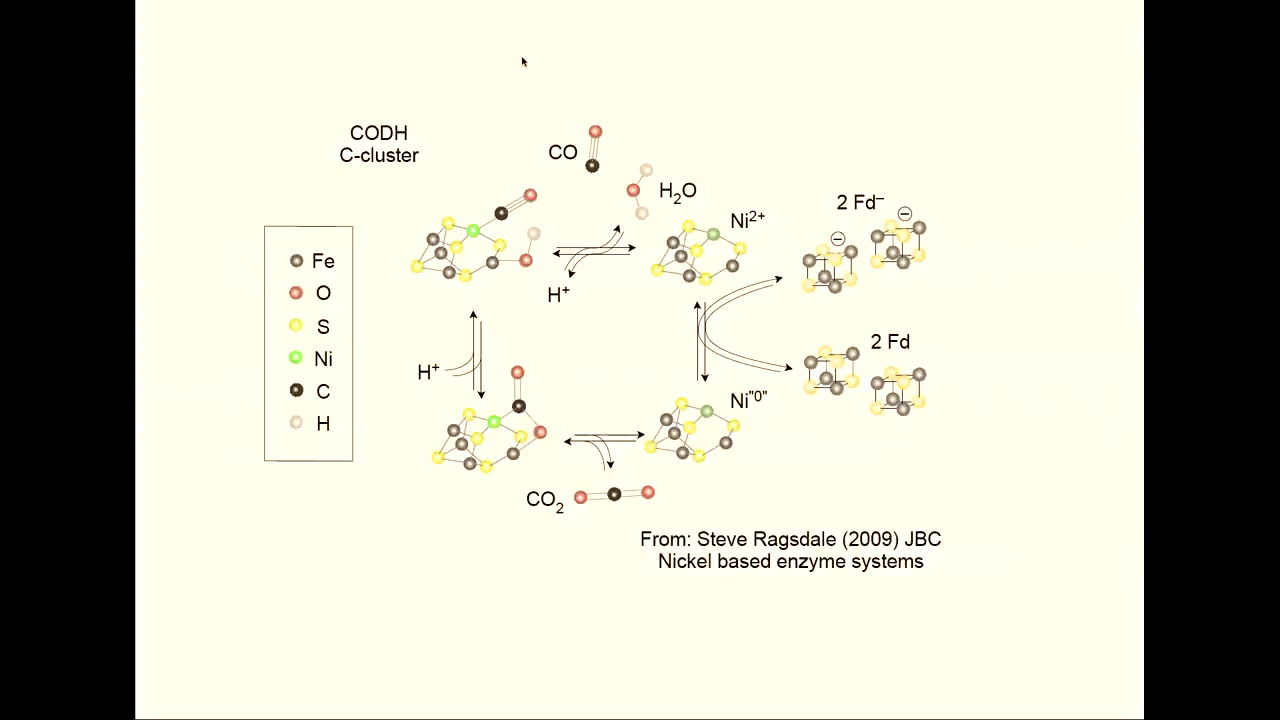 CODH
C-cluster
CO
H₂O
Ni²⁺
2 Fd⁻
H⁺
Fe
O
S
Ni
C
H
H⁺
2 Fd
Ni"⁰"
CO₂
From: Steve Ragsdale (2009) JBC
Nickel based enzyme systems